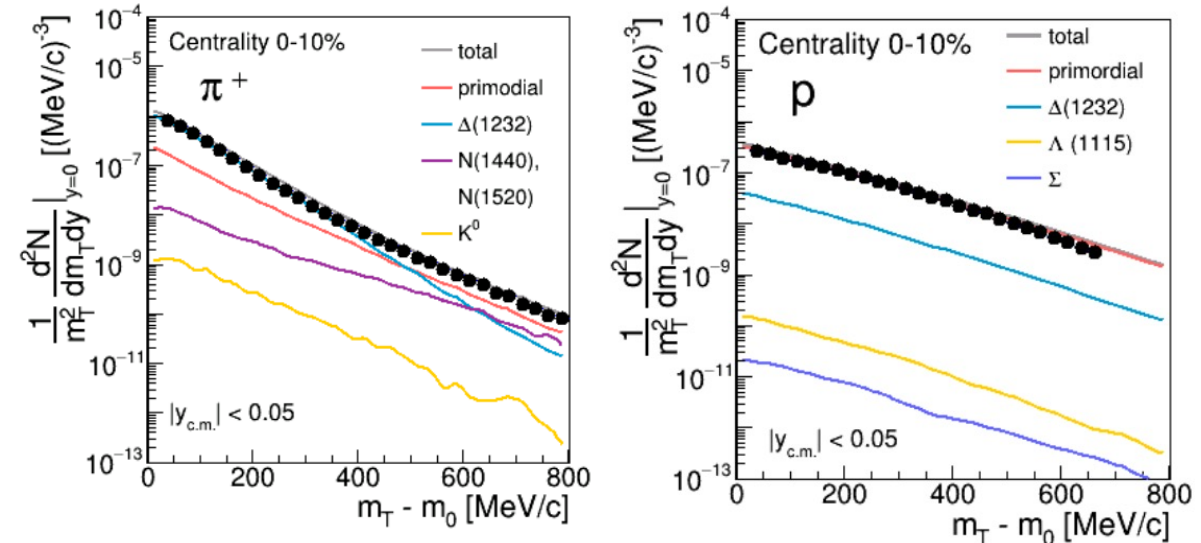 Centrality 0-10%
π⁺
total
primodial
Δ(1232)
N(1440),
N(1520)
K⁰
|y_c.m.| < 0.05
10⁻⁴
10⁻⁵
10⁻⁷
10⁻⁹
10⁻¹¹
10⁻¹³
0 200 400 600 800
m_T - m_0 [MeV/c]
1/m_T² d²N/dm_T dy |_y=0 [(MeV/c)⁻³]
Centrality 0-10%
p
total
primordial
Δ(1232)
Λ (1115)
Σ
|y_c.m.| < 0.05
10⁻⁴
10⁻⁵
10⁻⁷
10⁻⁹
10⁻¹¹
10⁻¹³
0 200 400 600 800
m_T - m_0 [MeV/c]
1/m_T² d²N/dm_T dy |_y=0 [(MeV/c)⁻³]